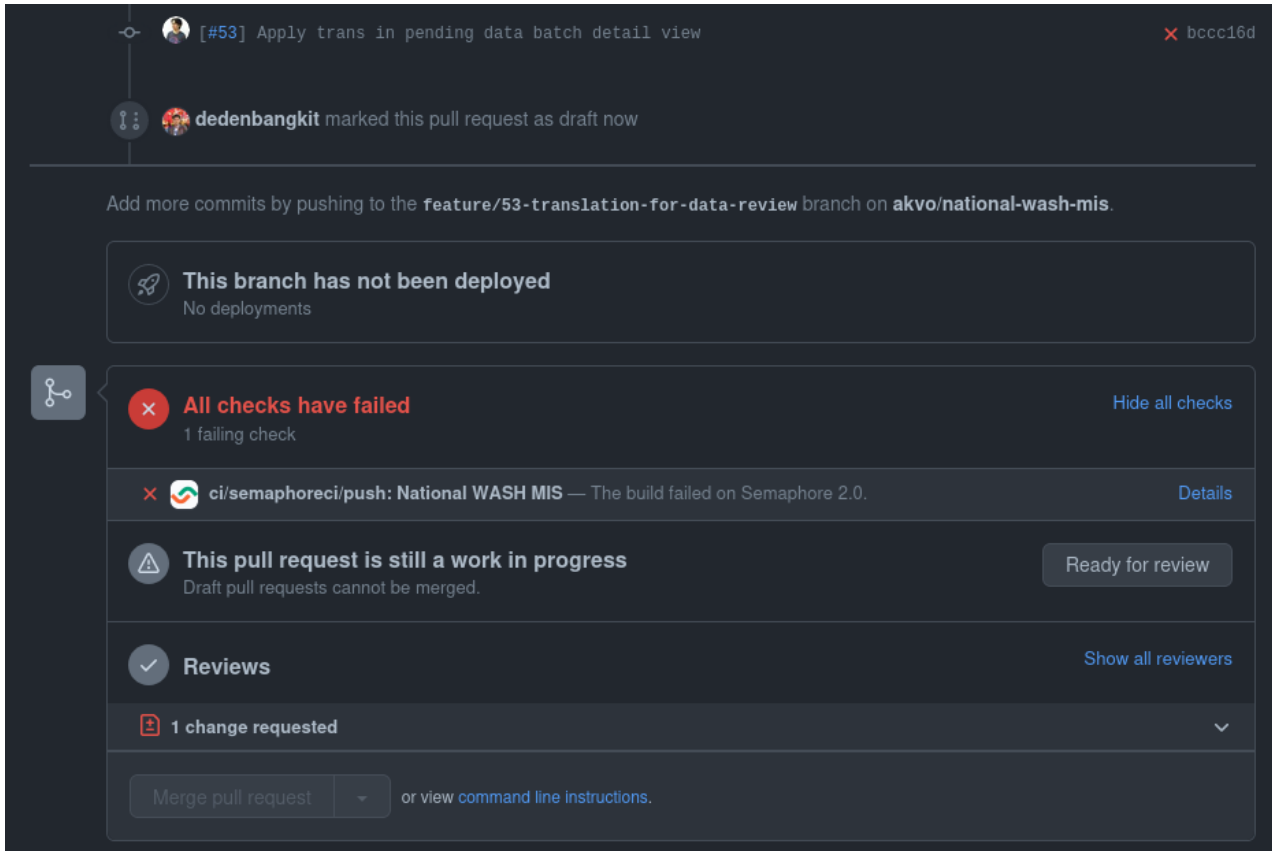 [#53] Apply trans in pending data batch detail view bccc16d
dedenbangkit marked this pull request as draft now
Add more commits by pushing to the feature/53-translation-for-data-review branch on akvo/national-wash-mis.
This branch has not been deployed
No deployments
All checks have failed Hide all checks
1 failing check
ci/semaphoreci/push: National WASH MIS — The build failed on Semaphore 2.0. Details
This pull request is still a work in progress
Draft pull requests cannot be merged. Ready for review
Reviews Show all reviewers
1 change requested
Merge pull request or view command line instructions.